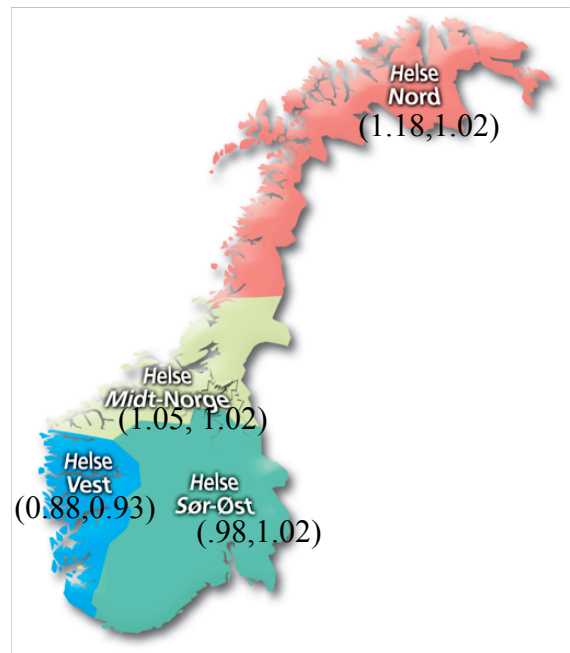 Helse
Nord
(1.18,1.02)
Helse
Midt-Norge
(1.05, 1.02)
Helse
Vest
(0.88,0.93)
Helse
Sør-Øst
(.98,1.02)